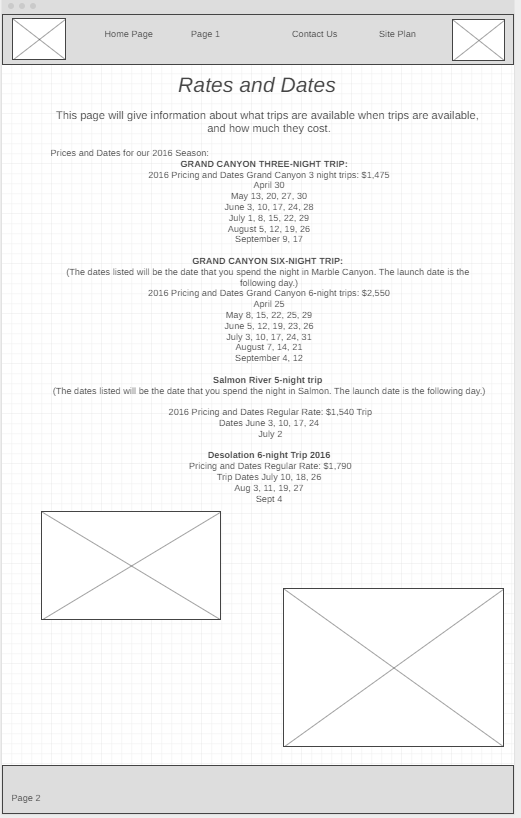 Home Page Page 1 Contact Us Site Plan
Rates and Dates
This page will give information about what trips are available when trips are available,
and how much they cost.
Prices and Dates for our 2016 Season:
GRAND CANYON THREE-NIGHT TRIP:
2016 Pricing and Dates Grand Canyon 3 night trips: $1,475
April 30
May 13, 20, 27, 30
June 3, 10, 17, 24, 28
July 1, 8, 15, 22, 29
August 5, 12, 19, 26
September 9, 17
GRAND CANYON SIX-NIGHT TRIP:
(The dates listed will be the date that you spend the night in Marble Canyon. The launch date is the
following day.)
2016 Pricing and Dates Grand Canyon 6-night trips: $2,550
April 25
May 8, 15, 22, 25, 29
June 5, 12, 19, 23, 26
July 3, 10, 17, 24, 31
August 7, 14, 21
September 4, 12
Salmon River 5-night trip
(The dates listed will be the date that you spend the night in Salmon. The launch date is the following day.)
2016 Pricing and Dates Regular Rate: $1,540 Trip
Dates June 3, 10, 17, 24
July 2
Desolation 6-night Trip 2016
Pricing and Dates Regular Rate: $1,790
Trip Dates July 10, 18, 26
Aug 3, 11, 19, 27
Sept 4
Page 2